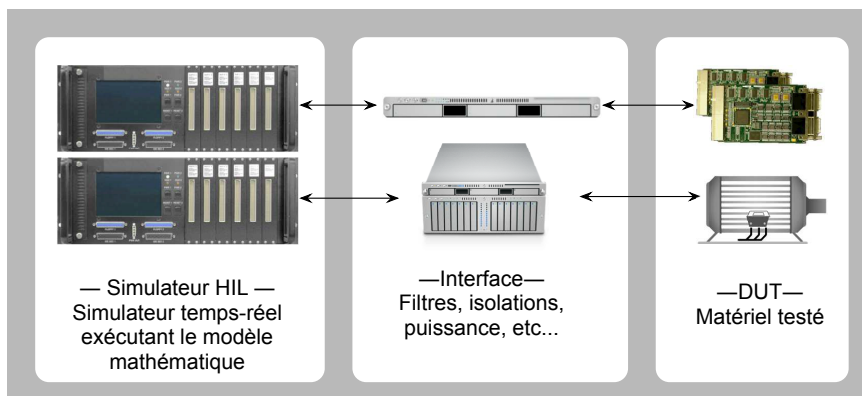 — Simulateur HIL —
Simulateur temps-réel
exécutant le modèle
mathématique
—Interface—
Filtres, isolations,
puissance, etc...
—DUT—
Matériel testé